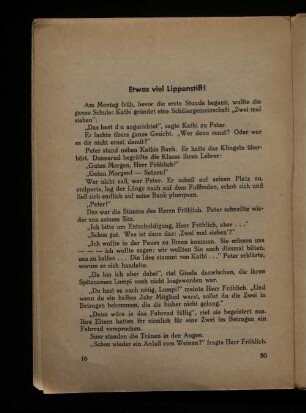 Etwas viel Lippenstift!
Am Montag früh, bevor die erste Stunde begann, wußte die
ganze Schule: Kathi gründet eine Schülergemeinschaft „Zwei mal
sieben".
„Das hast du angerichtet", sagte Kathi zu Peter.
Er lachte übers ganze Gesicht. „Wer denn sonst? Oder war
es dir nicht ernst damit?"
Peter stand neben Kathis Bank. Er hatte das Klingeln über-
hört. Donnernd begrüßte die Klasse ihren Lehrer:
„Guten Morgen, Herr Fröhlich!"
„Guten Morgen! — Setzen!"
Wer nicht saß, war Peter. Er schoß auf seinen Platz zu,
stolperte, lag der Länge nach auf dem Fußboden, erhob sich und
ließ sich endlich auf seine Bank plumpsen.
„Peter!"
Das war die Stimme des Herrn Fröhlich. Peter schnellte wie-
der von seinem Sitz.
„Ich bitte um Entschuldigung, Herr Fröhlich, aber . . ."
„Schon gut. Was ist denn das: Zwei mal sieben?"
„Ich wollte in der Pause zu Ihnen kommen. Sie müssen uns
— — — ich wollte sagen: wir wollten Sie auch diesmal bitten,
uns zu helfen . . . Die Idee stammt von Kathi . . ." Peter erklärte,
worum es sich handelte.
„Da bin ich aber dabei", rief Gisela dazwischen, die ihren
Spitznamen Lumpi noch nicht losgeworden war.
„Du hast es auch nötig, Lumpi!" meinte Herr Fröhlich. „Und
wenn du ein halbes Jahr Mitglied warst, sollst du die Zwei in
Betragen bekommen, die dir bisher nicht gelang."
„Dann wäre ja das Fahrrad fällig", rief sie begeistert aus.
Ihre Eltern hatten ihr nämlich für eine Zwei im Betragen ein
Fahrrad versprochen.
Suse standen die Tränen in den Augen.
„Schon wieder ein Anlaß zum Weinen?" fragte Herr Fröhlich.
16
80